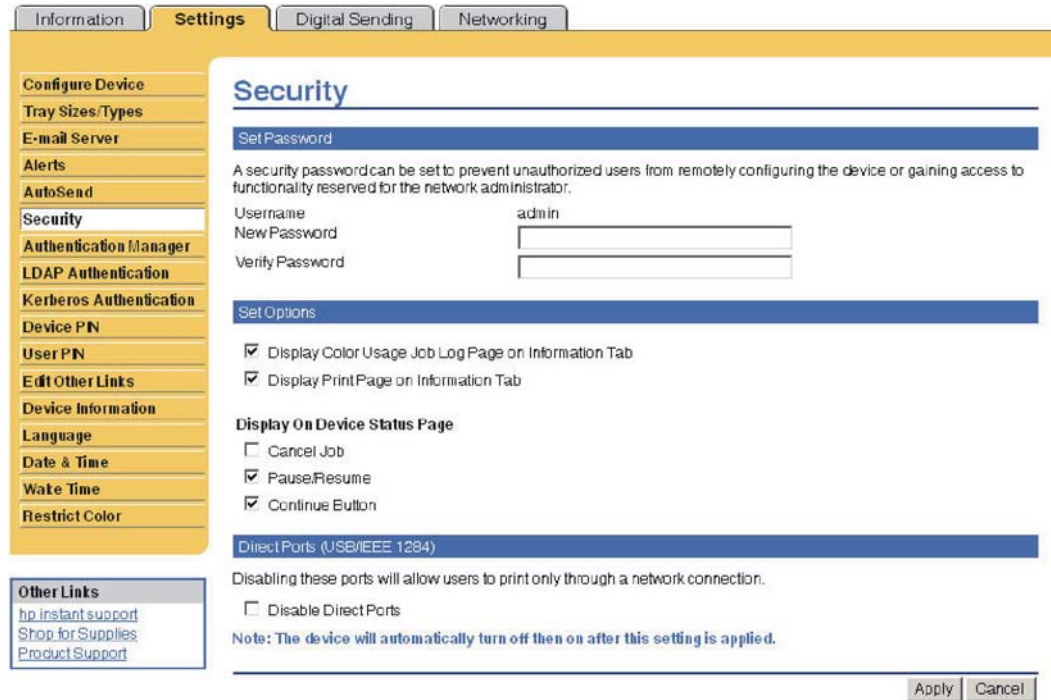 Information
Settings
Digital Sending
Networking
Configure Device
Tray Sizes/Types
E-mail Server
Alerts
AutoSend
Security
Authentication Manager
LDAP Authentication
Kerberos Authentication
Device PIN
User PIN
Edit Other Links
Device Information
Language
Date & Time
Wake Time
Restrict Color
Other Links
hp instant support
Shop for Supplies
Product Support
Security
Set Password
A security password can be set to prevent unauthorized users from remotely configuring the device or gaining access to
functionality reserved for the network administrator.
Username admin
New Password
Verify Password
Set Options
Display Color Usage Job Log Page on Information Tab
Display Print Page on Information Tab
Display On Device Status Page
Cancel Job
Pause/Resume
Continue Button
Direct Ports (USB/IEEE 1284)
Disabling these ports will allow users to print only through a network connection.
Disable Direct Ports
Note: The device will automatically turn off then on after this setting is applied.
Apply
Cancel